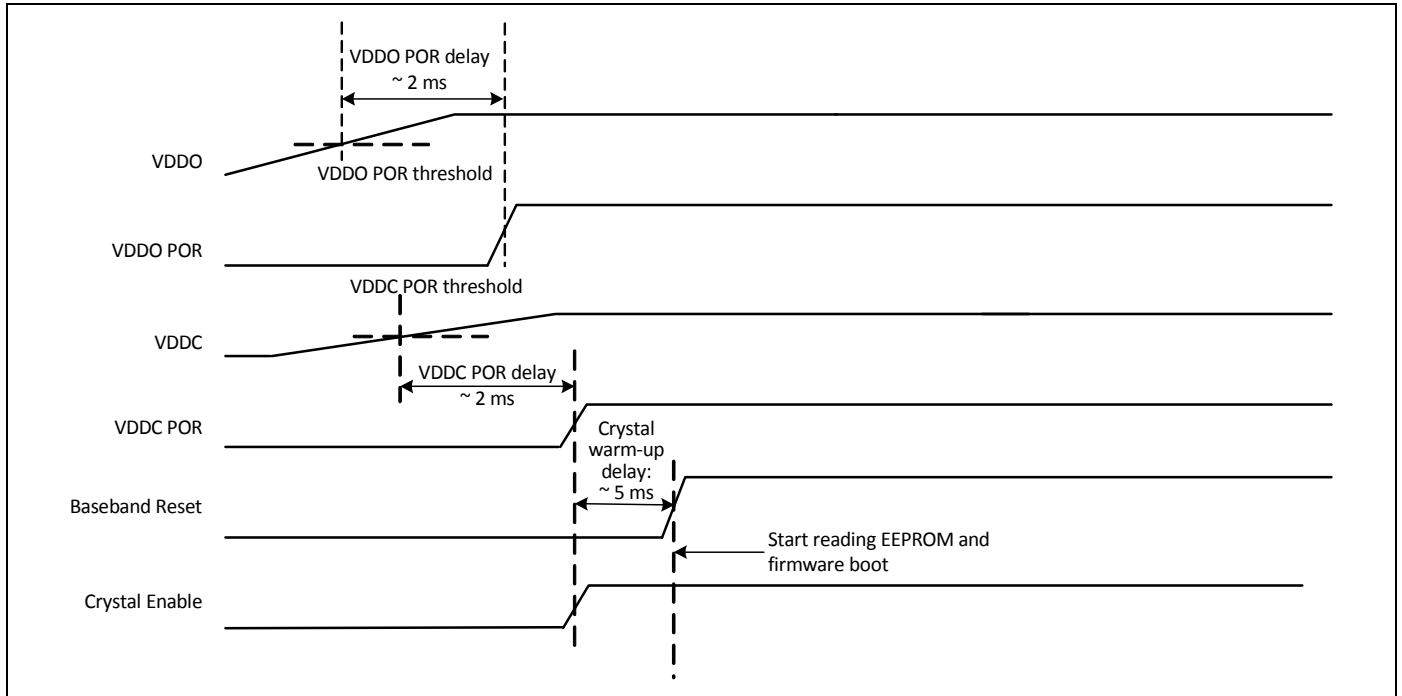 VDDO POR delay
~ 2 ms
VDDO
VDDO POR threshold
VDDO POR
VDDC POR threshold
VDDC
VDDC POR delay
~ 2 ms
VDDC POR
Crystal
warm-up
delay:
~ 5 ms
Baseband Reset
Start reading EEPROM and
firmware boot
Crystal Enable